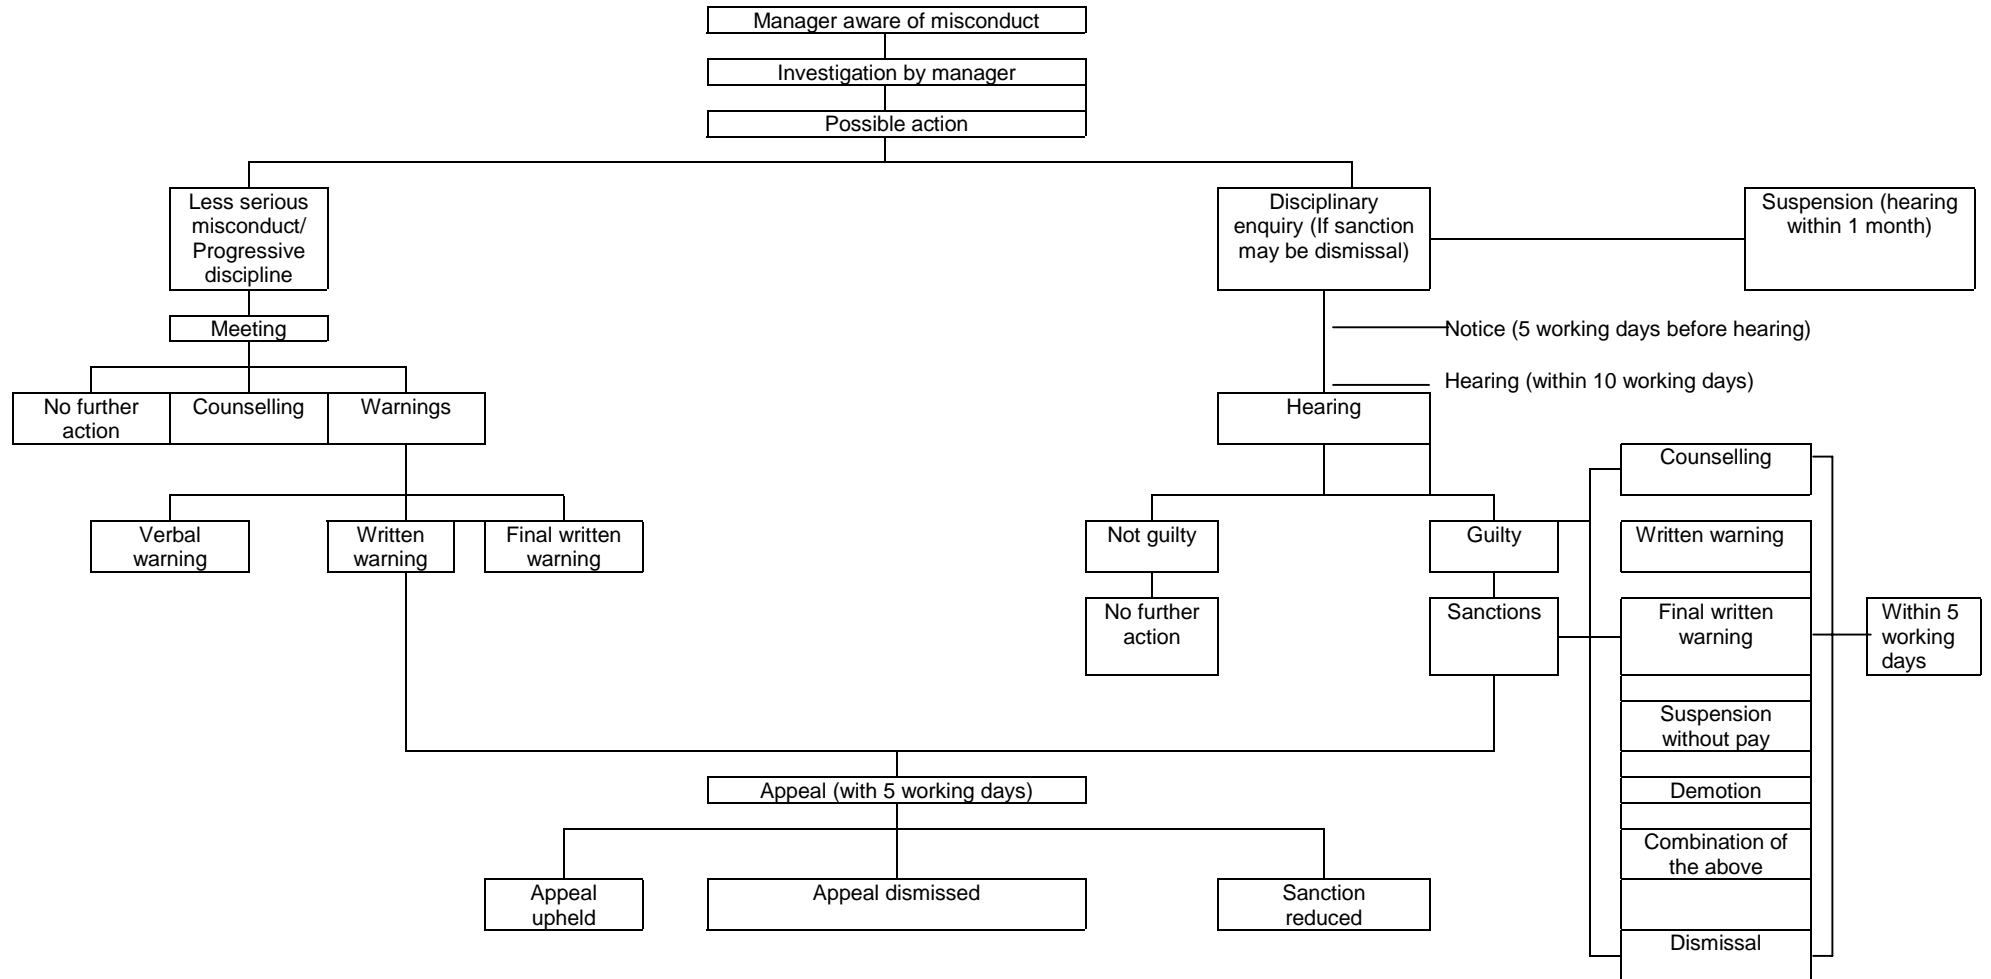 Manager aware of misconduct
Investigation by manager
Possible action
Less serious
misconduct/
Progressive
discipline
Disciplinary
enquiry (If sanction
may be dismissal)
Suspension (hearing
within 1 month)
Meeting
Notice (5 working days before hearing)
Hearing (within 10 working days)
No further
action
Counselling
Warnings
Hearing
Verbal
warning
Written
warning
Final written
warning
Not guilty
Guilty
No further
action
Sanctions
Counselling
Written warning
Final written
warning
Suspension
without pay
Demotion
Combination of
the above
Dismissal
Within 5
working
days
Appeal (with 5 working days)
Appeal
upheld
Appeal dismissed
Sanction
reduced